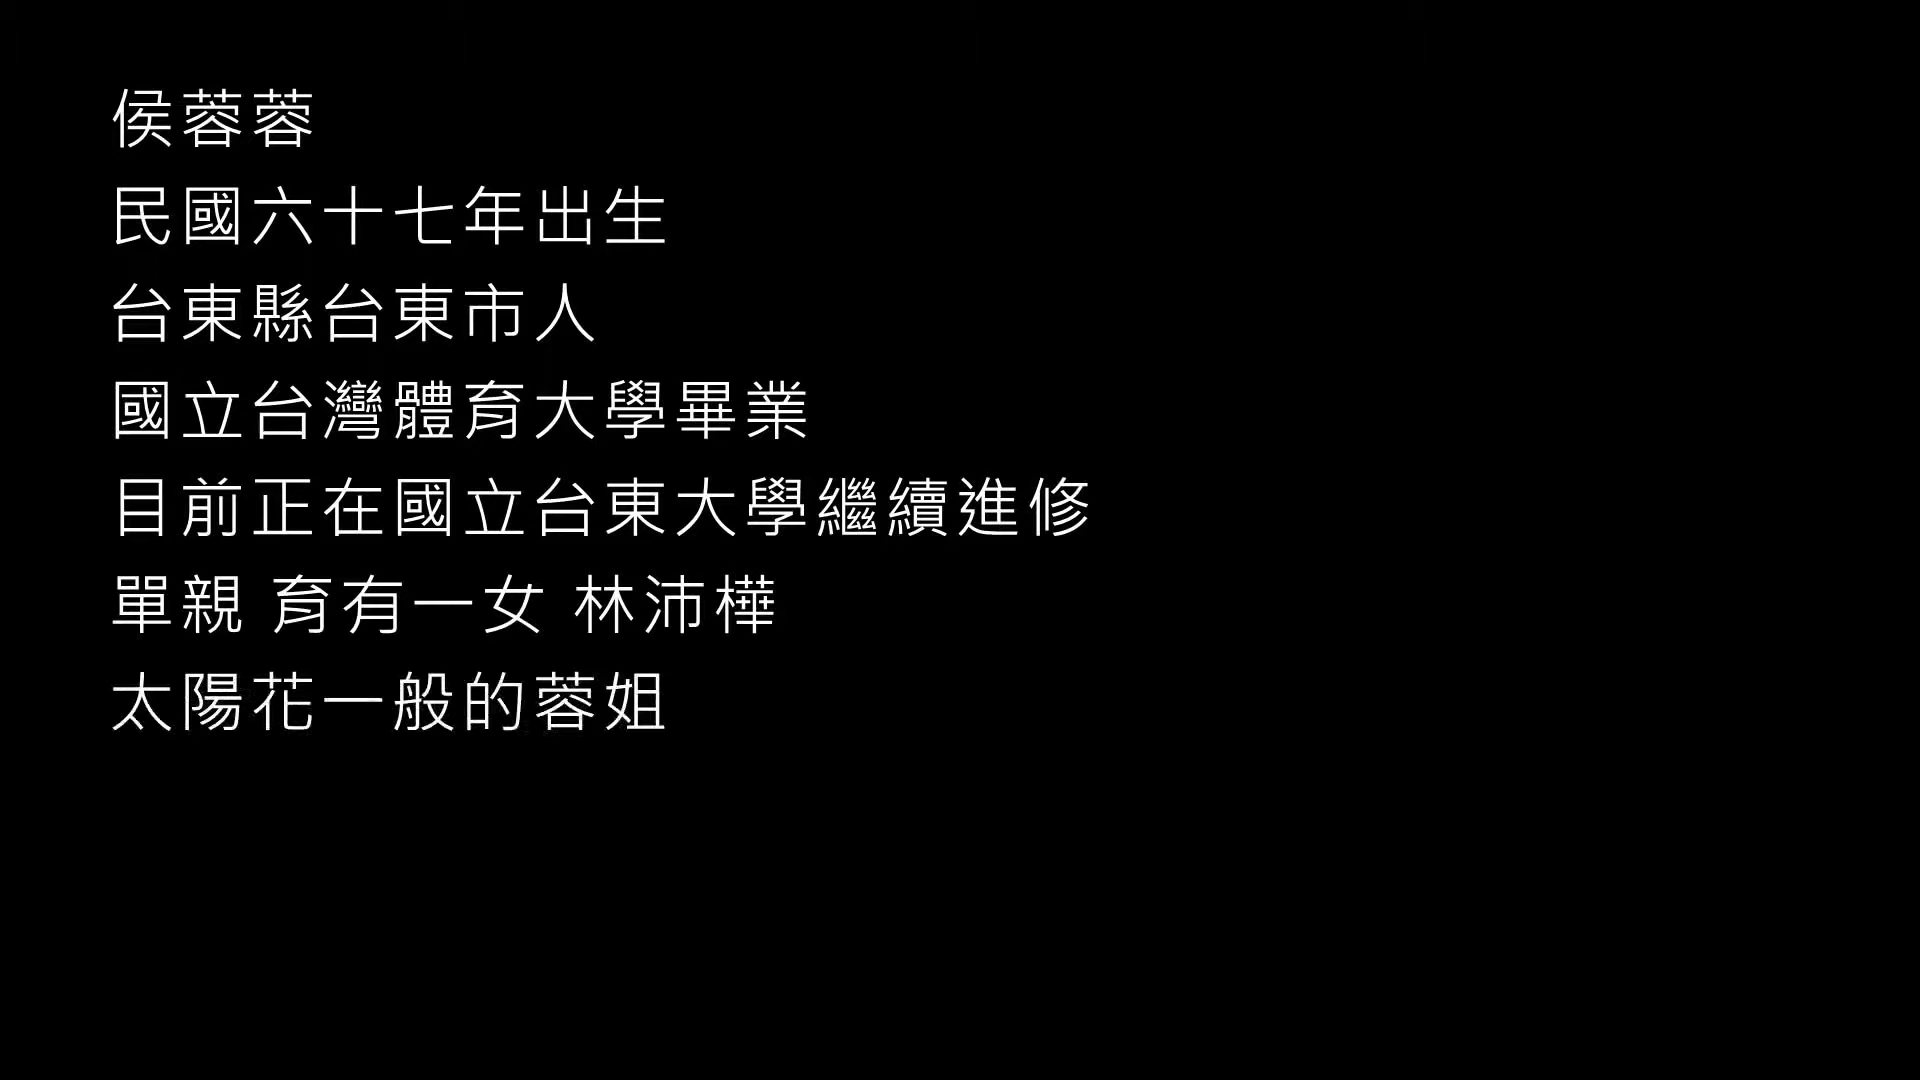 侯蓉蓉
民國六十七年出生
台東縣台東市人
國立台灣體育大學畢業
目前正在國立台東大學繼續進修
單親 育有一女 林沛樺
太陽花一般的蓉姐